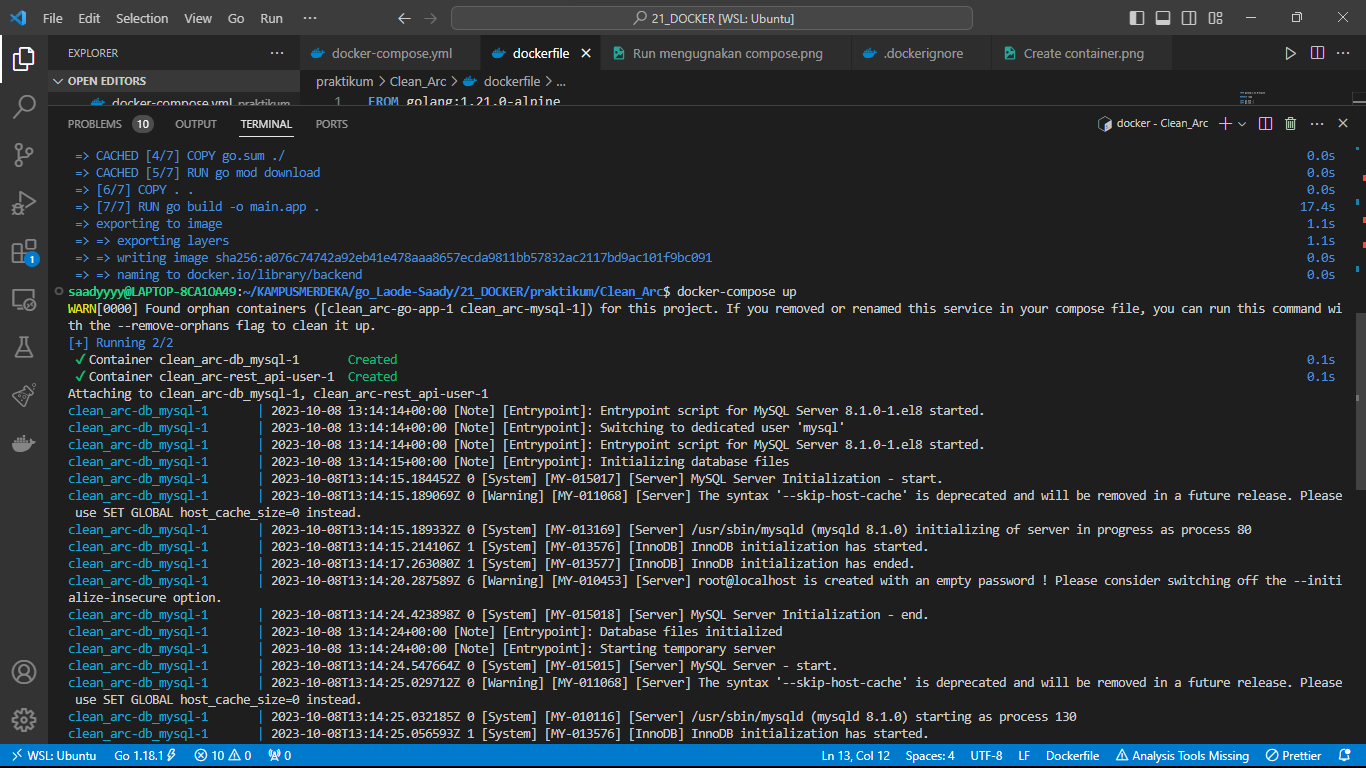 File Edit Selection View Go Run ··· 21_DOCKER [WSL: Ubuntu]
EXPLORER ···
docker-compose.yml dockerfile Run mengugnakan compose.png .dockerignore Create container.png
OPEN EDITORS
docker-compose.yml praktikum
praktikum > Clean_Arc > dockerfile > ...
1 FROM golang:1.21.0-alpine
PROBLEMS 10 OUTPUT TERMINAL PORTS
docker - Clean_Arc
=> CACHED [4/7] COPY go.sum ./ 0.0s
=> CACHED [5/7] RUN go mod download 0.0s
=> [6/7] COPY . . 0.0s
=> [7/7] RUN go build -o main.app . 17.4s
=> exporting to image 1.1s
=> => exporting layers 1.1s
=> => writing image sha256:a076c74742a92eb41e478aaa8657ecda9811bb57832ac2117bd9ac101f9bc091 0.0s
=> => naming to docker.io/library/backend 0.0s
saadyyyy@LAPTOP-8CA1OA49:~/KAMPUSMERDEKA/go_Laode-Saady/21_DOCKER/praktikum/Clean_Arc$ docker-compose up
WARN[0000] Found orphan containers ([clean_arc-go-app-1 clean_arc-mysql-1]) for this project. If you removed or renamed this service in your compose file, you can run this command wi
th the --remove-orphans flag to clean it up.
[+] Running 2/2
✓ Container clean_arc-db_mysql-1 Created 0.1s
✓ Container clean_arc-rest_api-user-1 Created 0.1s
Attaching to clean_arc-db_mysql-1, clean_arc-rest_api-user-1
clean_arc-db_mysql-1 | 2023-10-08 13:14:14+00:00 [Note] [Entrypoint]: Entrypoint script for MySQL Server 8.1.0-1.el8 started.
clean_arc-db_mysql-1 | 2023-10-08 13:14:14+00:00 [Note] [Entrypoint]: Switching to dedicated user 'mysql'
clean_arc-db_mysql-1 | 2023-10-08 13:14:14+00:00 [Note] [Entrypoint]: Entrypoint script for MySQL Server 8.1.0-1.el8 started.
clean_arc-db_mysql-1 | 2023-10-08 13:14:15+00:00 [Note] [Entrypoint]: Initializing database files
clean_arc-db_mysql-1 | 2023-10-08T13:14:15.184452Z 0 [System] [MY-015017] [Server] MySQL Server Initialization - start.
clean_arc-db_mysql-1 | 2023-10-08T13:14:15.189069Z 0 [Warning] [MY-011068] [Server] The syntax '--skip-host-cache' is deprecated and will be removed in a future release. Please
use SET GLOBAL host_cache_size=0 instead.
clean_arc-db_mysql-1 | 2023-10-08T13:14:15.189332Z 0 [System] [MY-013169] [Server] /usr/sbin/mysqld (mysqld 8.1.0) initializing of server in progress as process 80
clean_arc-db_mysql-1 | 2023-10-08T13:14:15.214106Z 1 [System] [MY-013576] [InnoDB] InnoDB initialization has started.
clean_arc-db_mysql-1 | 2023-10-08T13:14:17.263080Z 1 [System] [MY-013577] [InnoDB] InnoDB initialization has ended.
clean_arc-db_mysql-1 | 2023-10-08T13:14:20.287589Z 6 [Warning] [MY-010453] [Server] root@localhost is created with an empty password ! Please consider switching off the --initi
alize-insecure option.
clean_arc-db_mysql-1 | 2023-10-08T13:14:24.423898Z 0 [System] [MY-015018] [Server] MySQL Server Initialization - end.
clean_arc-db_mysql-1 | 2023-10-08 13:14:24+00:00 [Note] [Entrypoint]: Database files initialized
clean_arc-db_mysql-1 | 2023-10-08 13:14:24+00:00 [Note] [Entrypoint]: Starting temporary server
clean_arc-db_mysql-1 | 2023-10-08T13:14:24.547664Z 0 [System] [MY-015015] [Server] MySQL Server - start.
clean_arc-db_mysql-1 | 2023-10-08T13:14:25.029712Z 0 [Warning] [MY-011068] [Server] The syntax '--skip-host-cache' is deprecated and will be removed in a future release. Please
use SET GLOBAL host_cache_size=0 instead.
clean_arc-db_mysql-1 | 2023-10-08T13:14:25.032185Z 0 [System] [MY-010116] [Server] /usr/sbin/mysqld (mysqld 8.1.0) starting as process 130
clean_arc-db_mysql-1 | 2023-10-08T13:14:25.056593Z 1 [System] [MY-013576] [InnoDB] InnoDB initialization has started.
1
WSL: Ubuntu Go 1.18.1 10 0 0 Ln 13, Col 12 Spaces: 4 UTF-8 LF Dockerfile Analysis Tools Missing Prettier